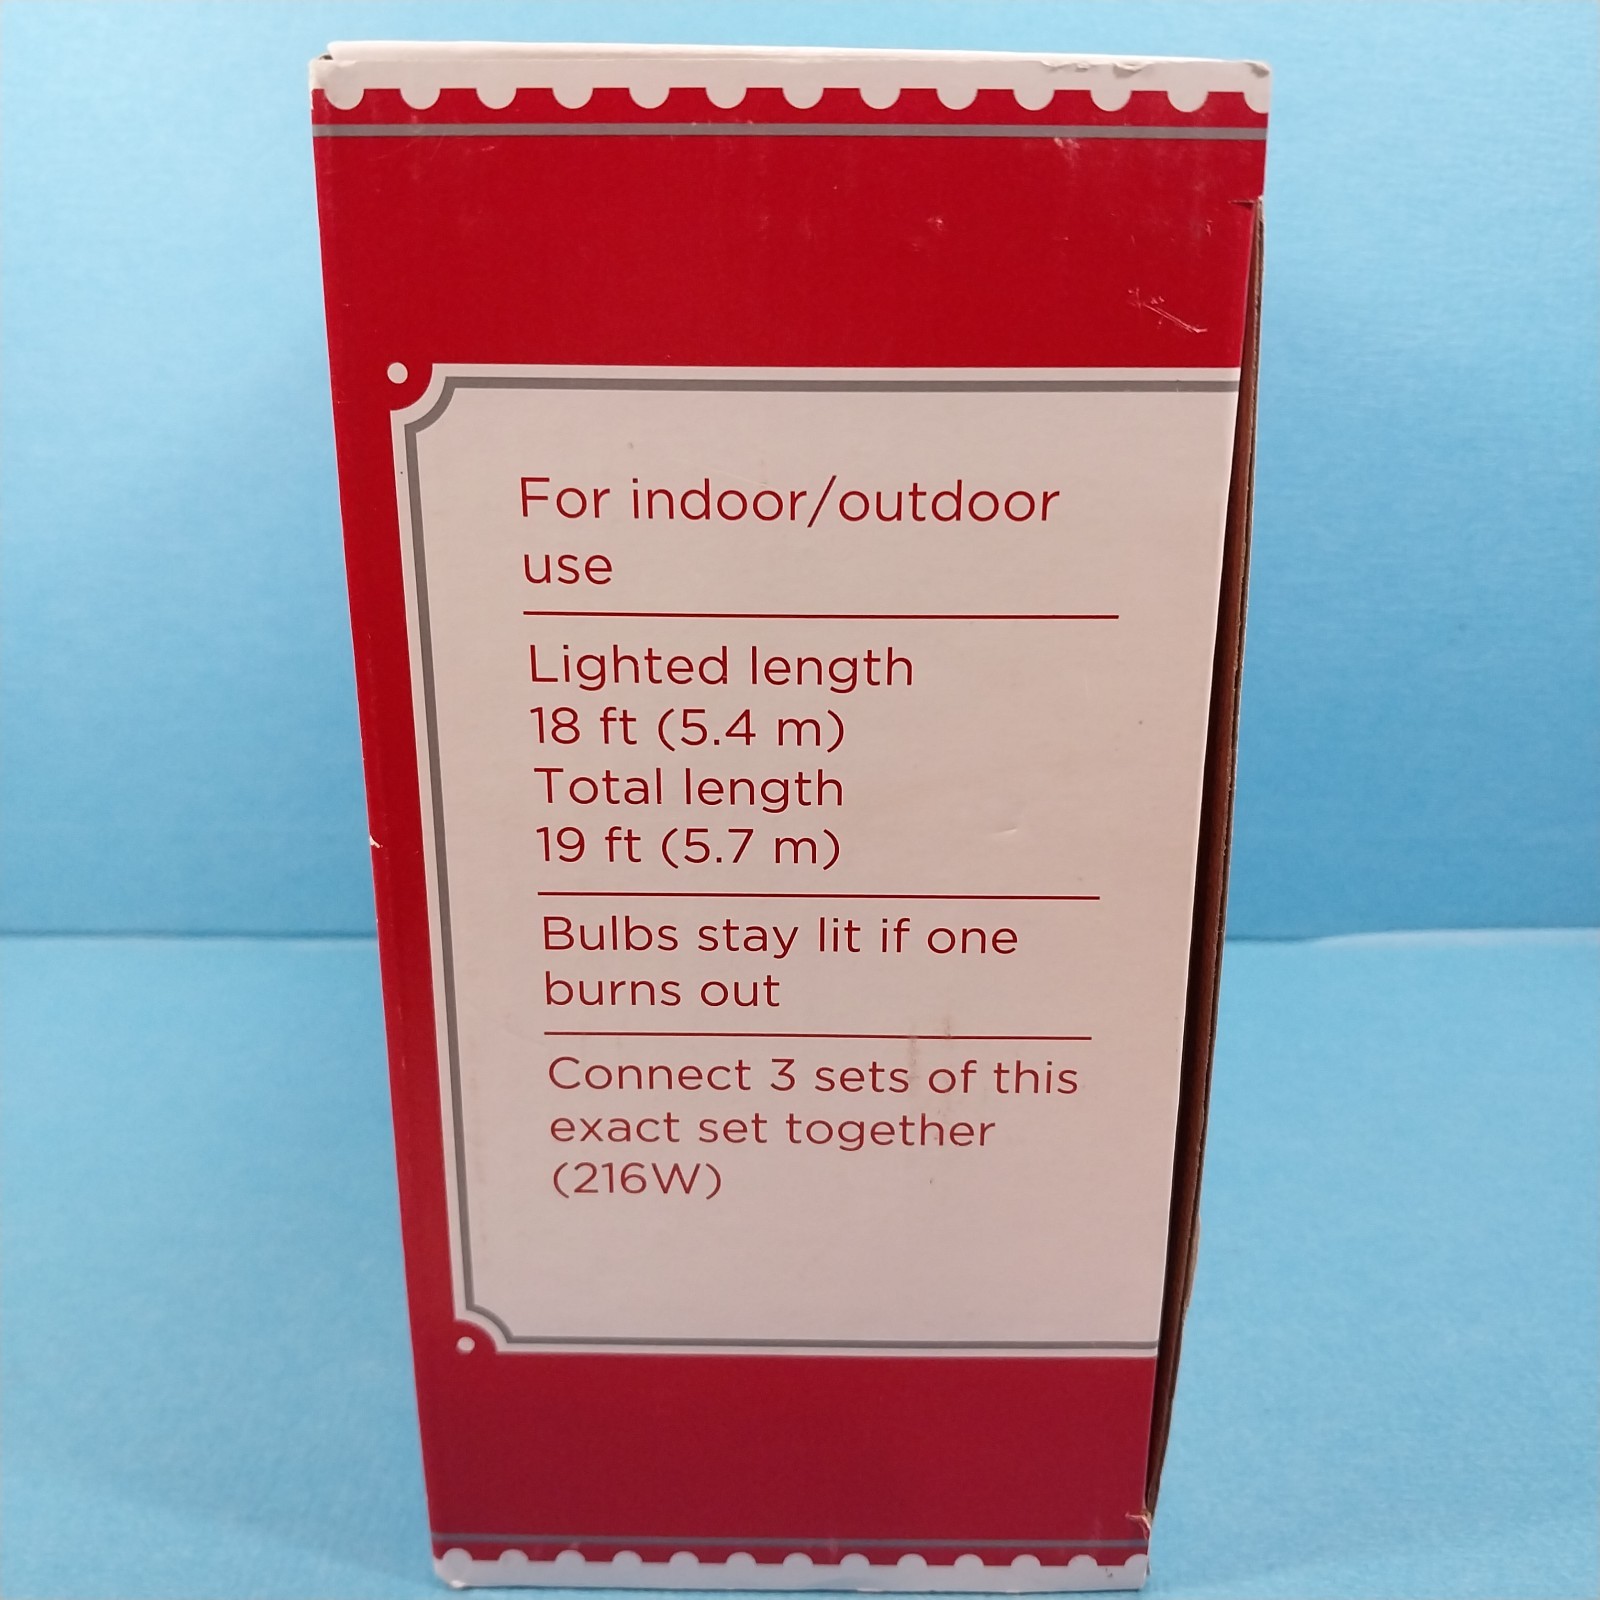 For indoor/outdoor
use
Lighted length
18 ft (5.4 m)
Total length
19 ft (5.7 m)
Bulbs stay lit if one
burns out
Connect 3 sets of this
exact set together
(216W)